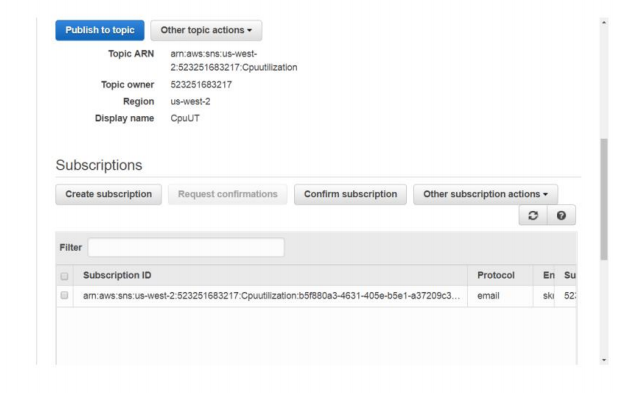 Publish to topic Other topic actions
Topic ARN arn:aws:sns:us-west-
2:523251683217:Cpuutilization
Topic owner 523251683217
Region us-west-2
Display name CpuUT
Subscriptions
Create subscription Request confirmations Confirm subscription Other subscription actions
Filter
Subscription ID Protocol En Su
arn:aws:sns:us-west-2:523251683217:Cpuutilization:b5f880a3-4631-405e-b5e1-a37209c3... email